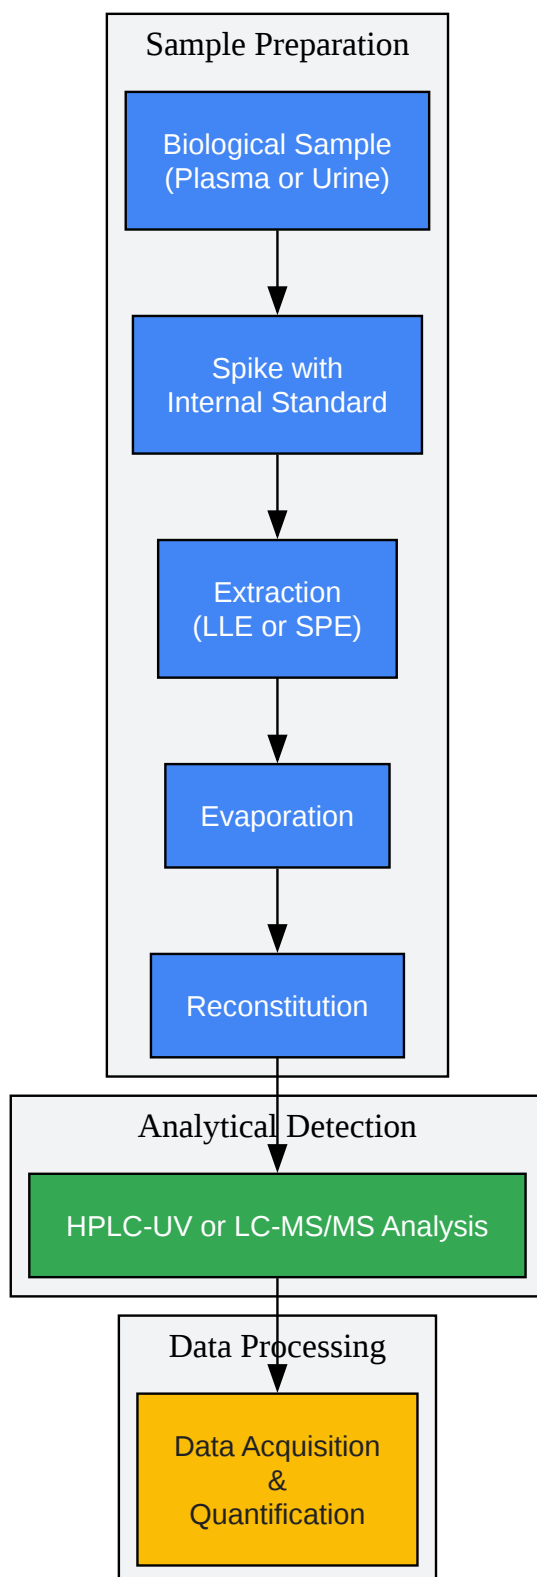 Sample Preparation
Biological Sample
(Plasma or Urine)
Spike with
Internal Standard
Extraction
(LLE or SPE)
Evaporation
Reconstitution
Analytical Detection
HPLC-UV or LC-MS/MS Analysis
Data Processing
Data Acquisition
&
Quantification